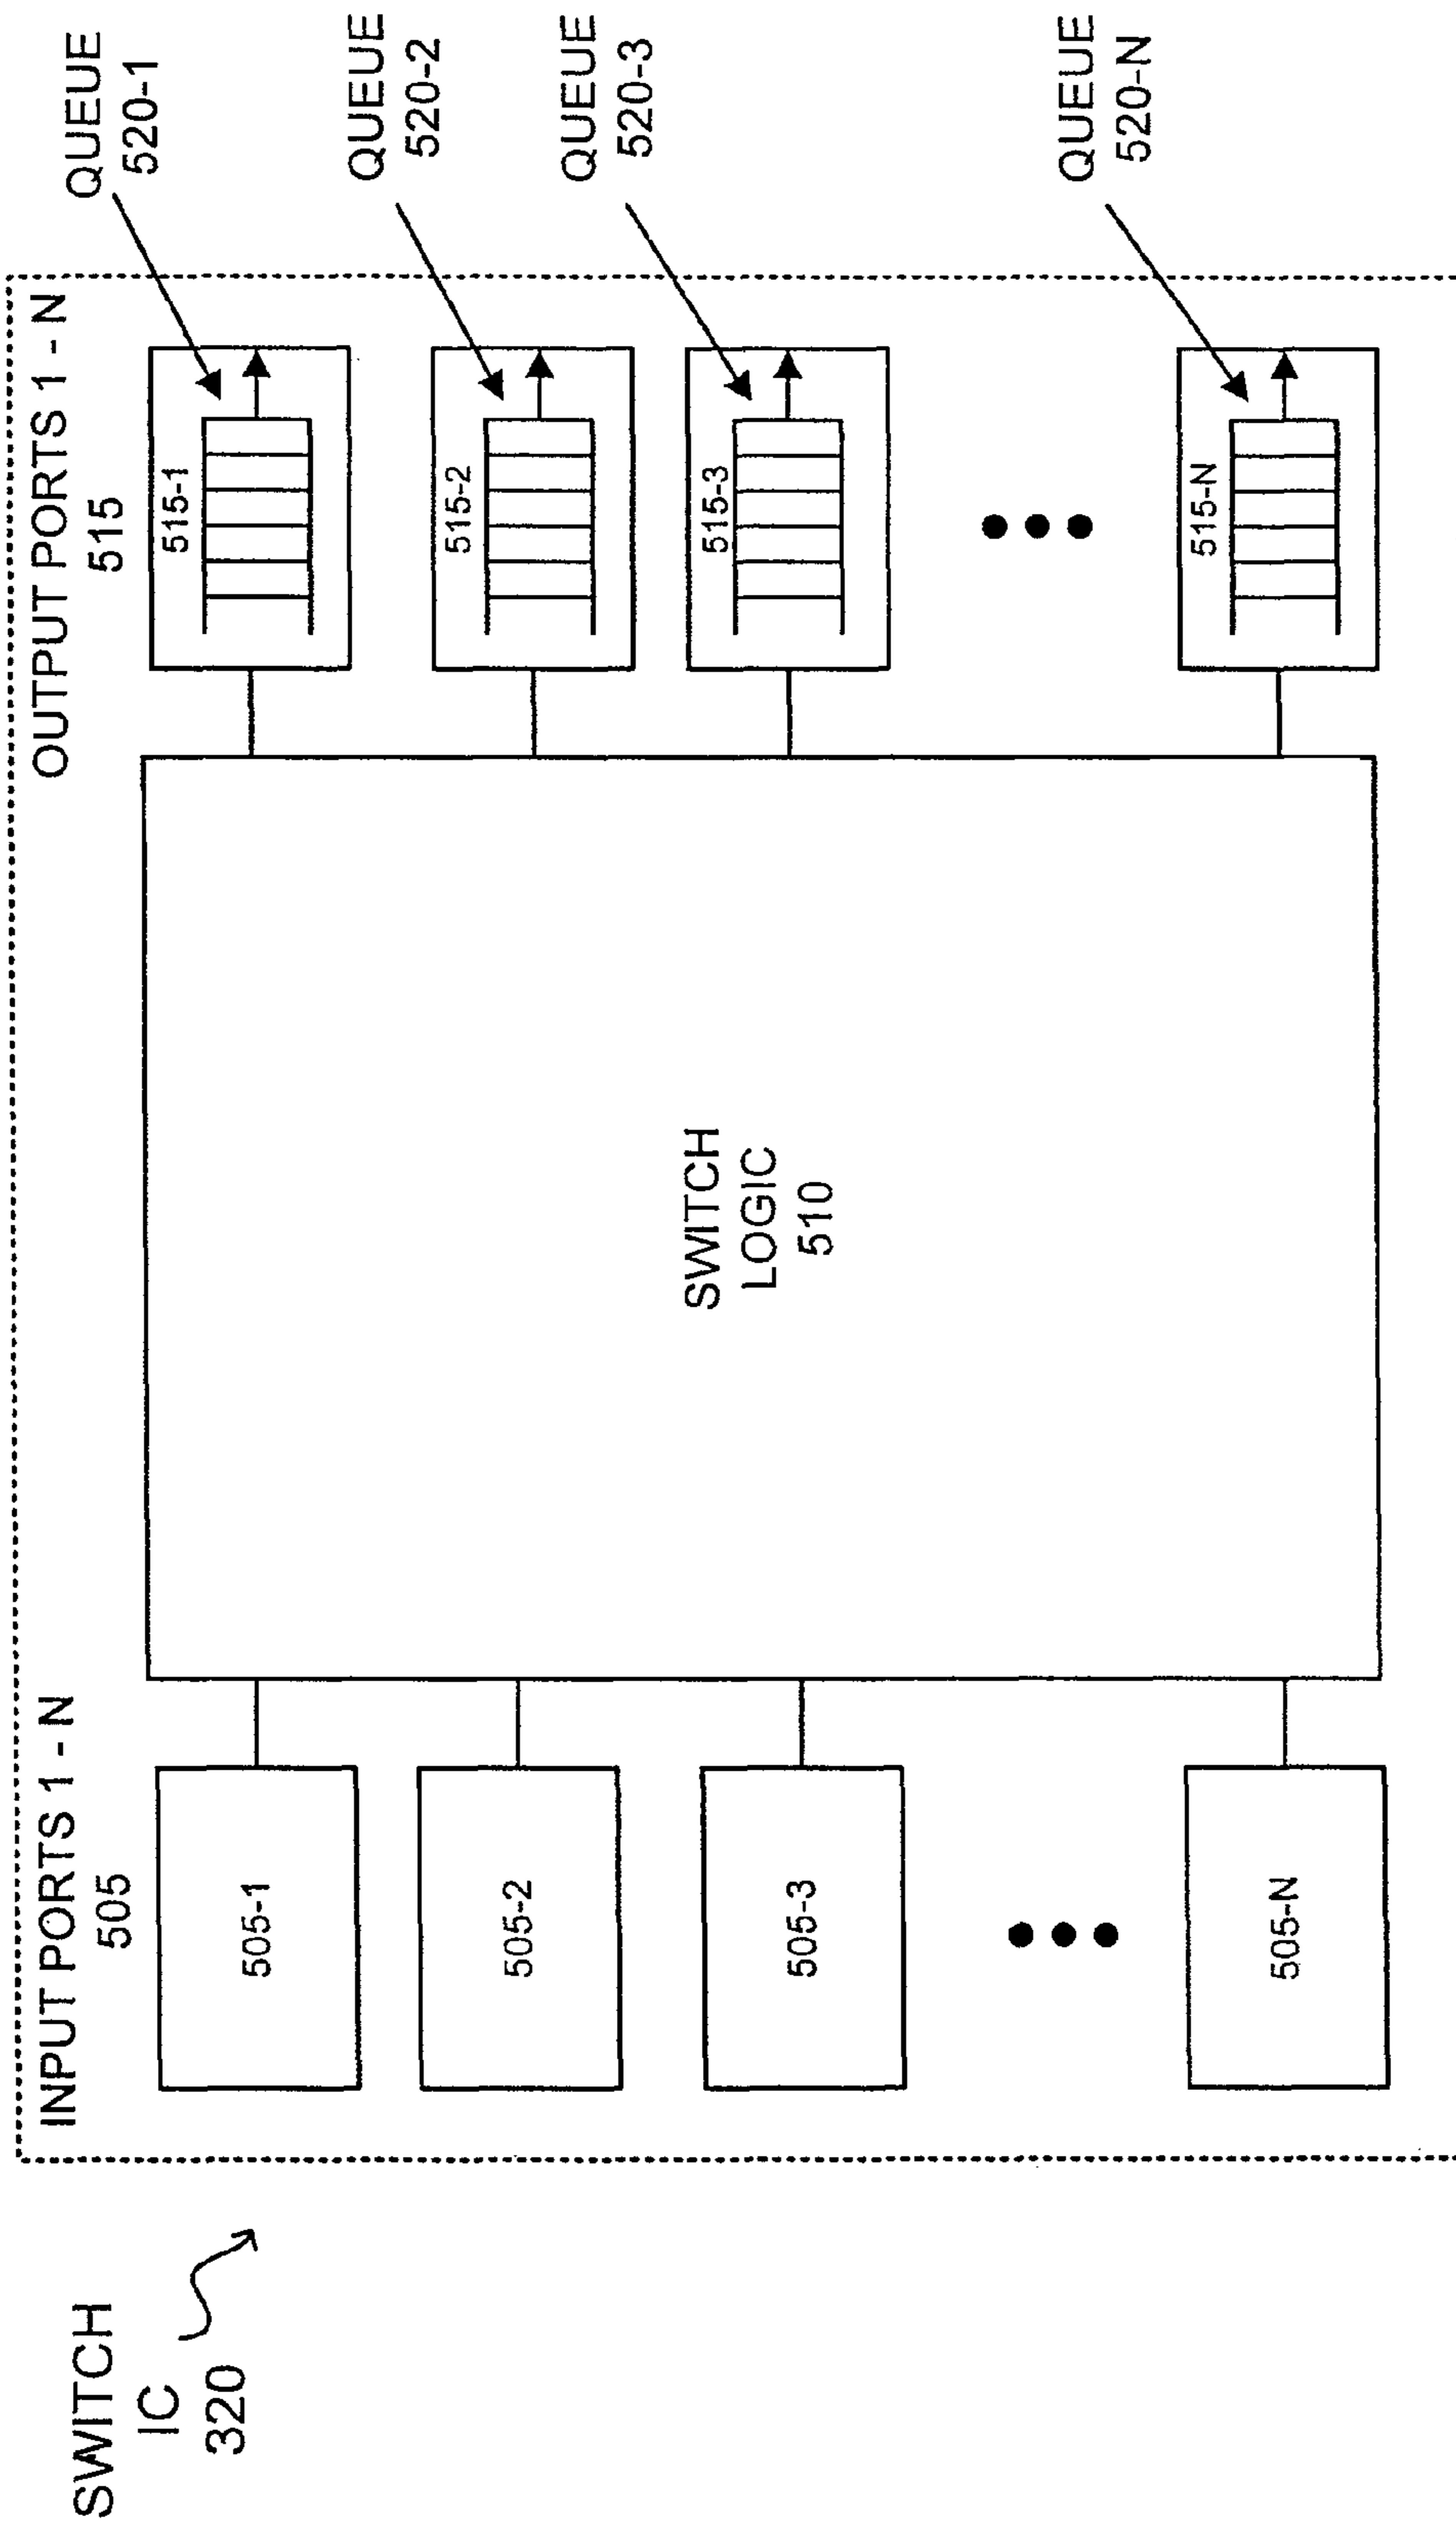 SWITCH
IC
320
INPUT PORTS 1 - N
505
505-1
505-2
505-3
505-N
SWITCH
LOGIC
510
OUTPUT PORTS 1 - N
515
515-1
515-2
515-3
515-N
QUEUE
520-1
QUEUE
520-2
QUEUE
520-3
QUEUE
520-N